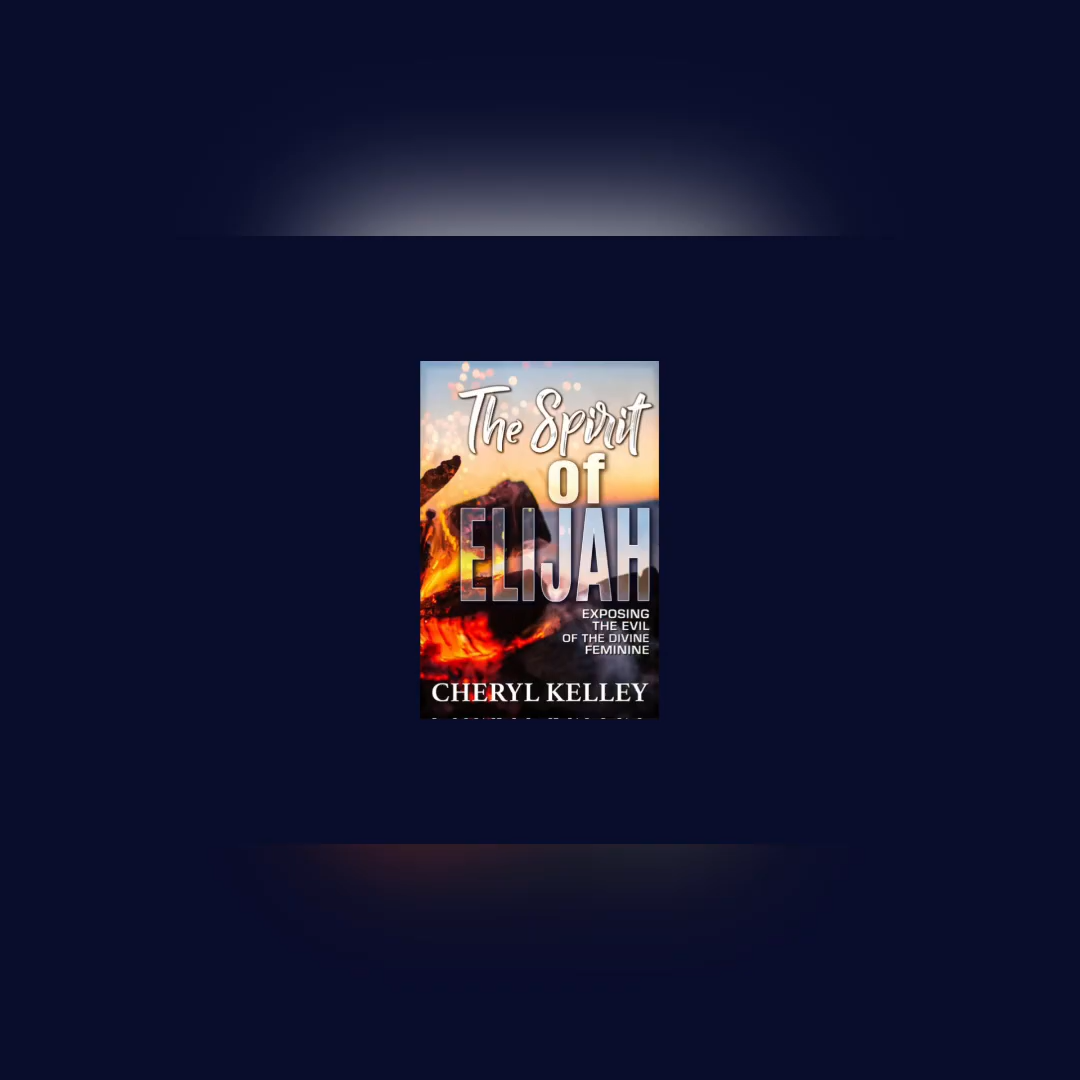 The Spirit
of
ELIJAH
EXPOSING
THE EVIL
OF THE DIVINE
FEMININE
CHERYL KELLEY